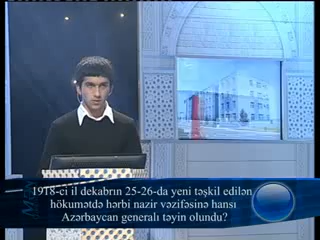 1918-ci il dekabrın 25-26-da yeni təşkil edilən
hökumətdə hərbi nazir vəzifəsinə hansı
Azərbaycan generalı təyin olundu?